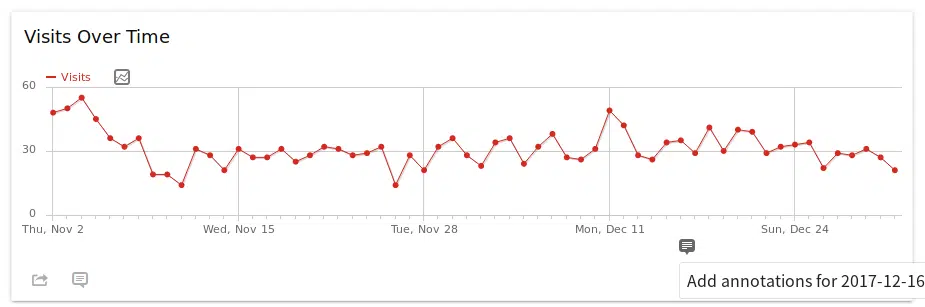 Visits Over Time
Visits
60
30
0
Thu, Nov 2 Wed, Nov 15 Tue, Nov 28 Mon, Dec 11 Sun, Dec 24
Add annotations for 2017-12-16